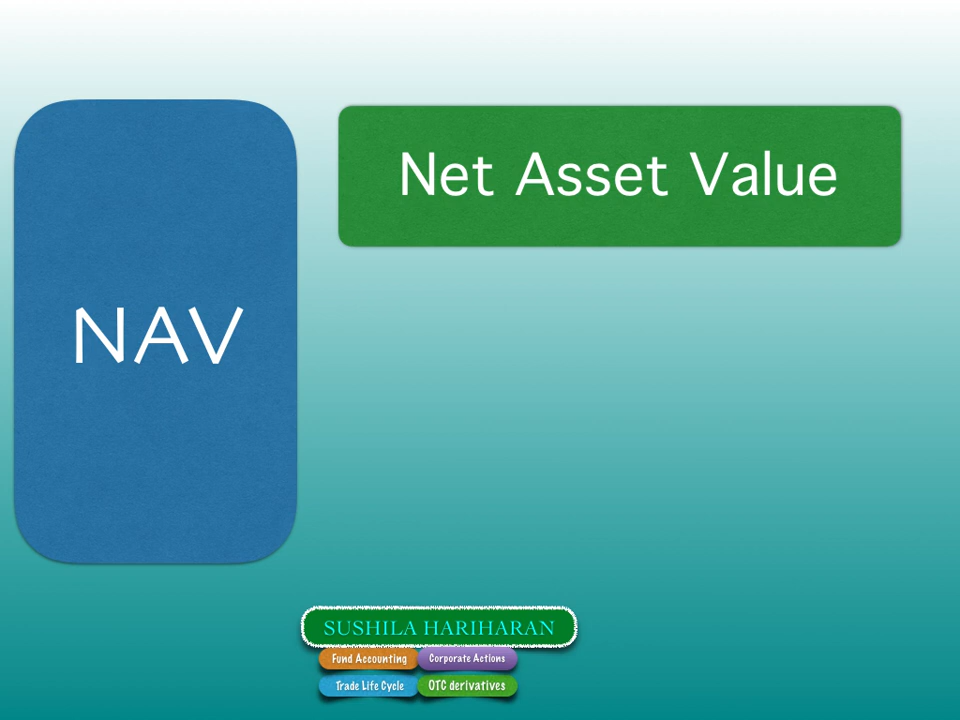 NAV
Net Asset Value
SUSHILA HARIHARAN
Fund Accounting
Corporate Actions
Trade Life Cycle
OTC derivatives